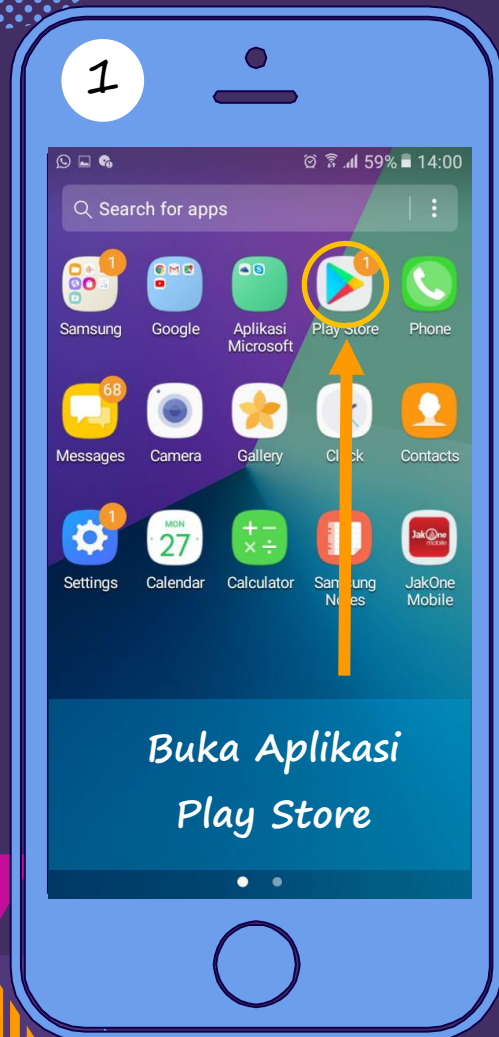 1
59% 14:00
Search for apps
1
1
Samsung
Google
Aplikasi
Microsoft
Play Store
Phone
68
Messages
Camera
Gallery
Clock
Contacts
1
MON
27
JakOne
mobile
Settings
Calendar
Calculator
Samsung
Notes
JakOne
Mobile
Buka Aplikasi
Play Store